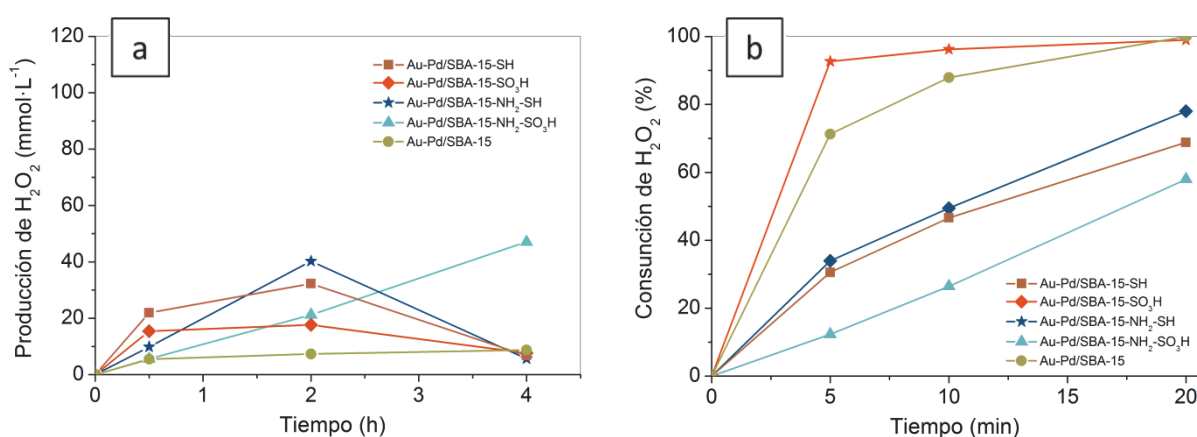 a
Producción de H₂O₂ (mmol·L⁻¹)
120
100
80
60
40
20
0
Au-Pd/SBA-15-SH
Au-Pd/SBA-15-SO₃H
Au-Pd/SBA-15-NH₂-SH
Au-Pd/SBA-15-NH₂-SO₃H
Au-Pd/SBA-15
0 1 2 3 4
Tiempo (h)
b
Consunción de H₂O₂ (%)
100
80
60
40
20
0
Au-Pd/SBA-15-SH
Au-Pd/SBA-15-SO₃H
Au-Pd/SBA-15-NH₂-SH
Au-Pd/SBA-15-NH₂-SO₃H
Au-Pd/SBA-15
0 5 10 15 20
Tiempo (min)